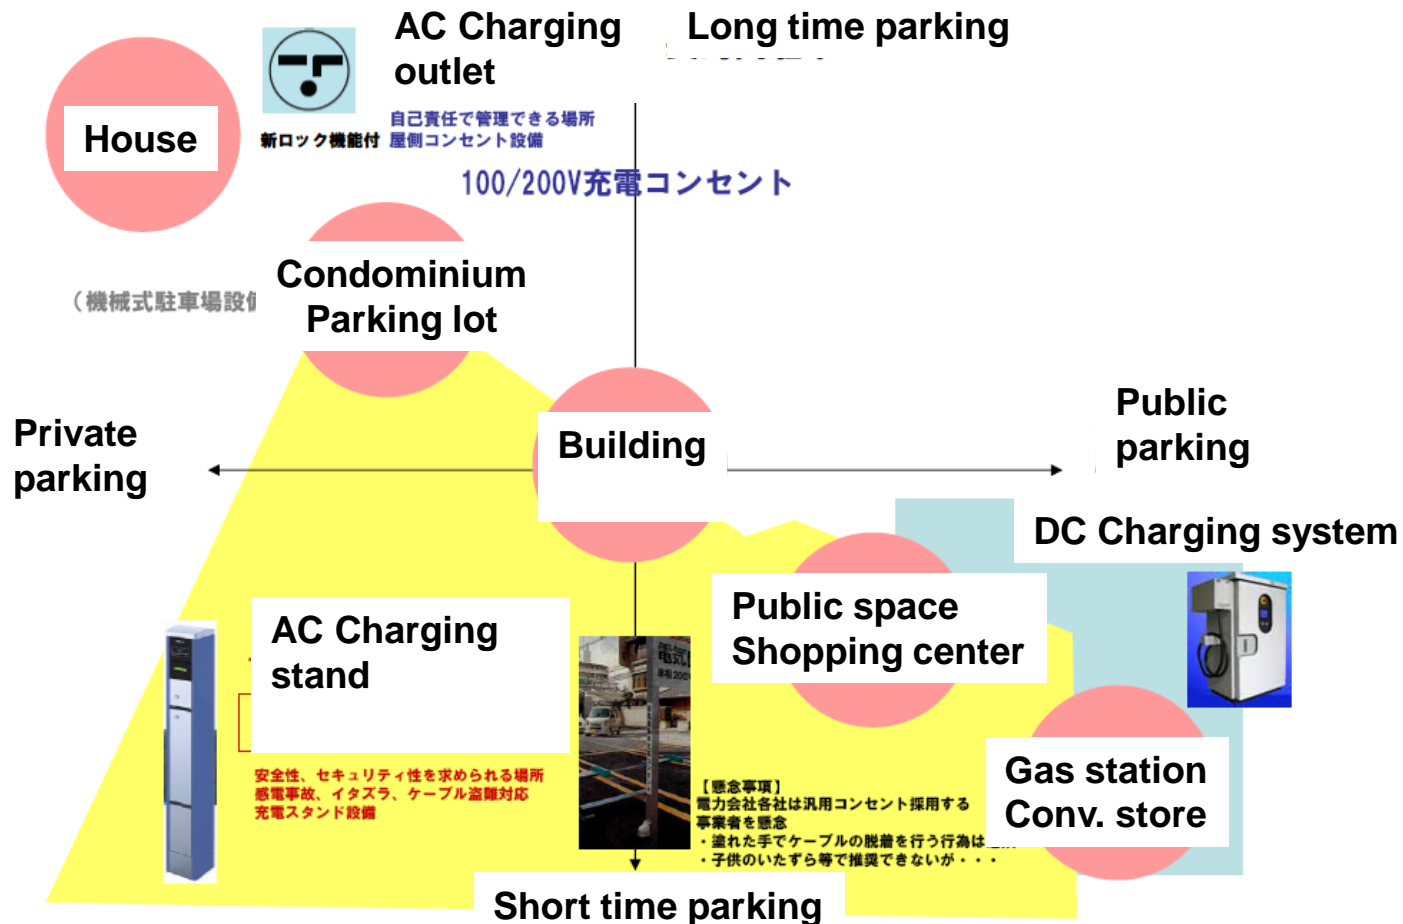 AC Charging
outlet
Long time parking
House
新ロック機能付
自己責任で管理できる場所
屋側コンセント設備
100/200V充電コンセント
Condominium
Parking lot
（機械式駐車場設
Private
parking
Building
Public
parking
DC Charging system
Public space
Shopping center
AC Charging
stand
電気
単相200V
安全性、セキュリティ性を求められる場所
感電事故、イタズラ、ケーブル盗難対応
充電スタンド設備
【懸念事項】
電力会社各社は汎用コンセント採用する
事業者を懸念
・塗れた手でケーブルの脱着を行う行為は
・子供のいたずら等で推奨できないが・・・
Gas station
Conv. store
Short time parking